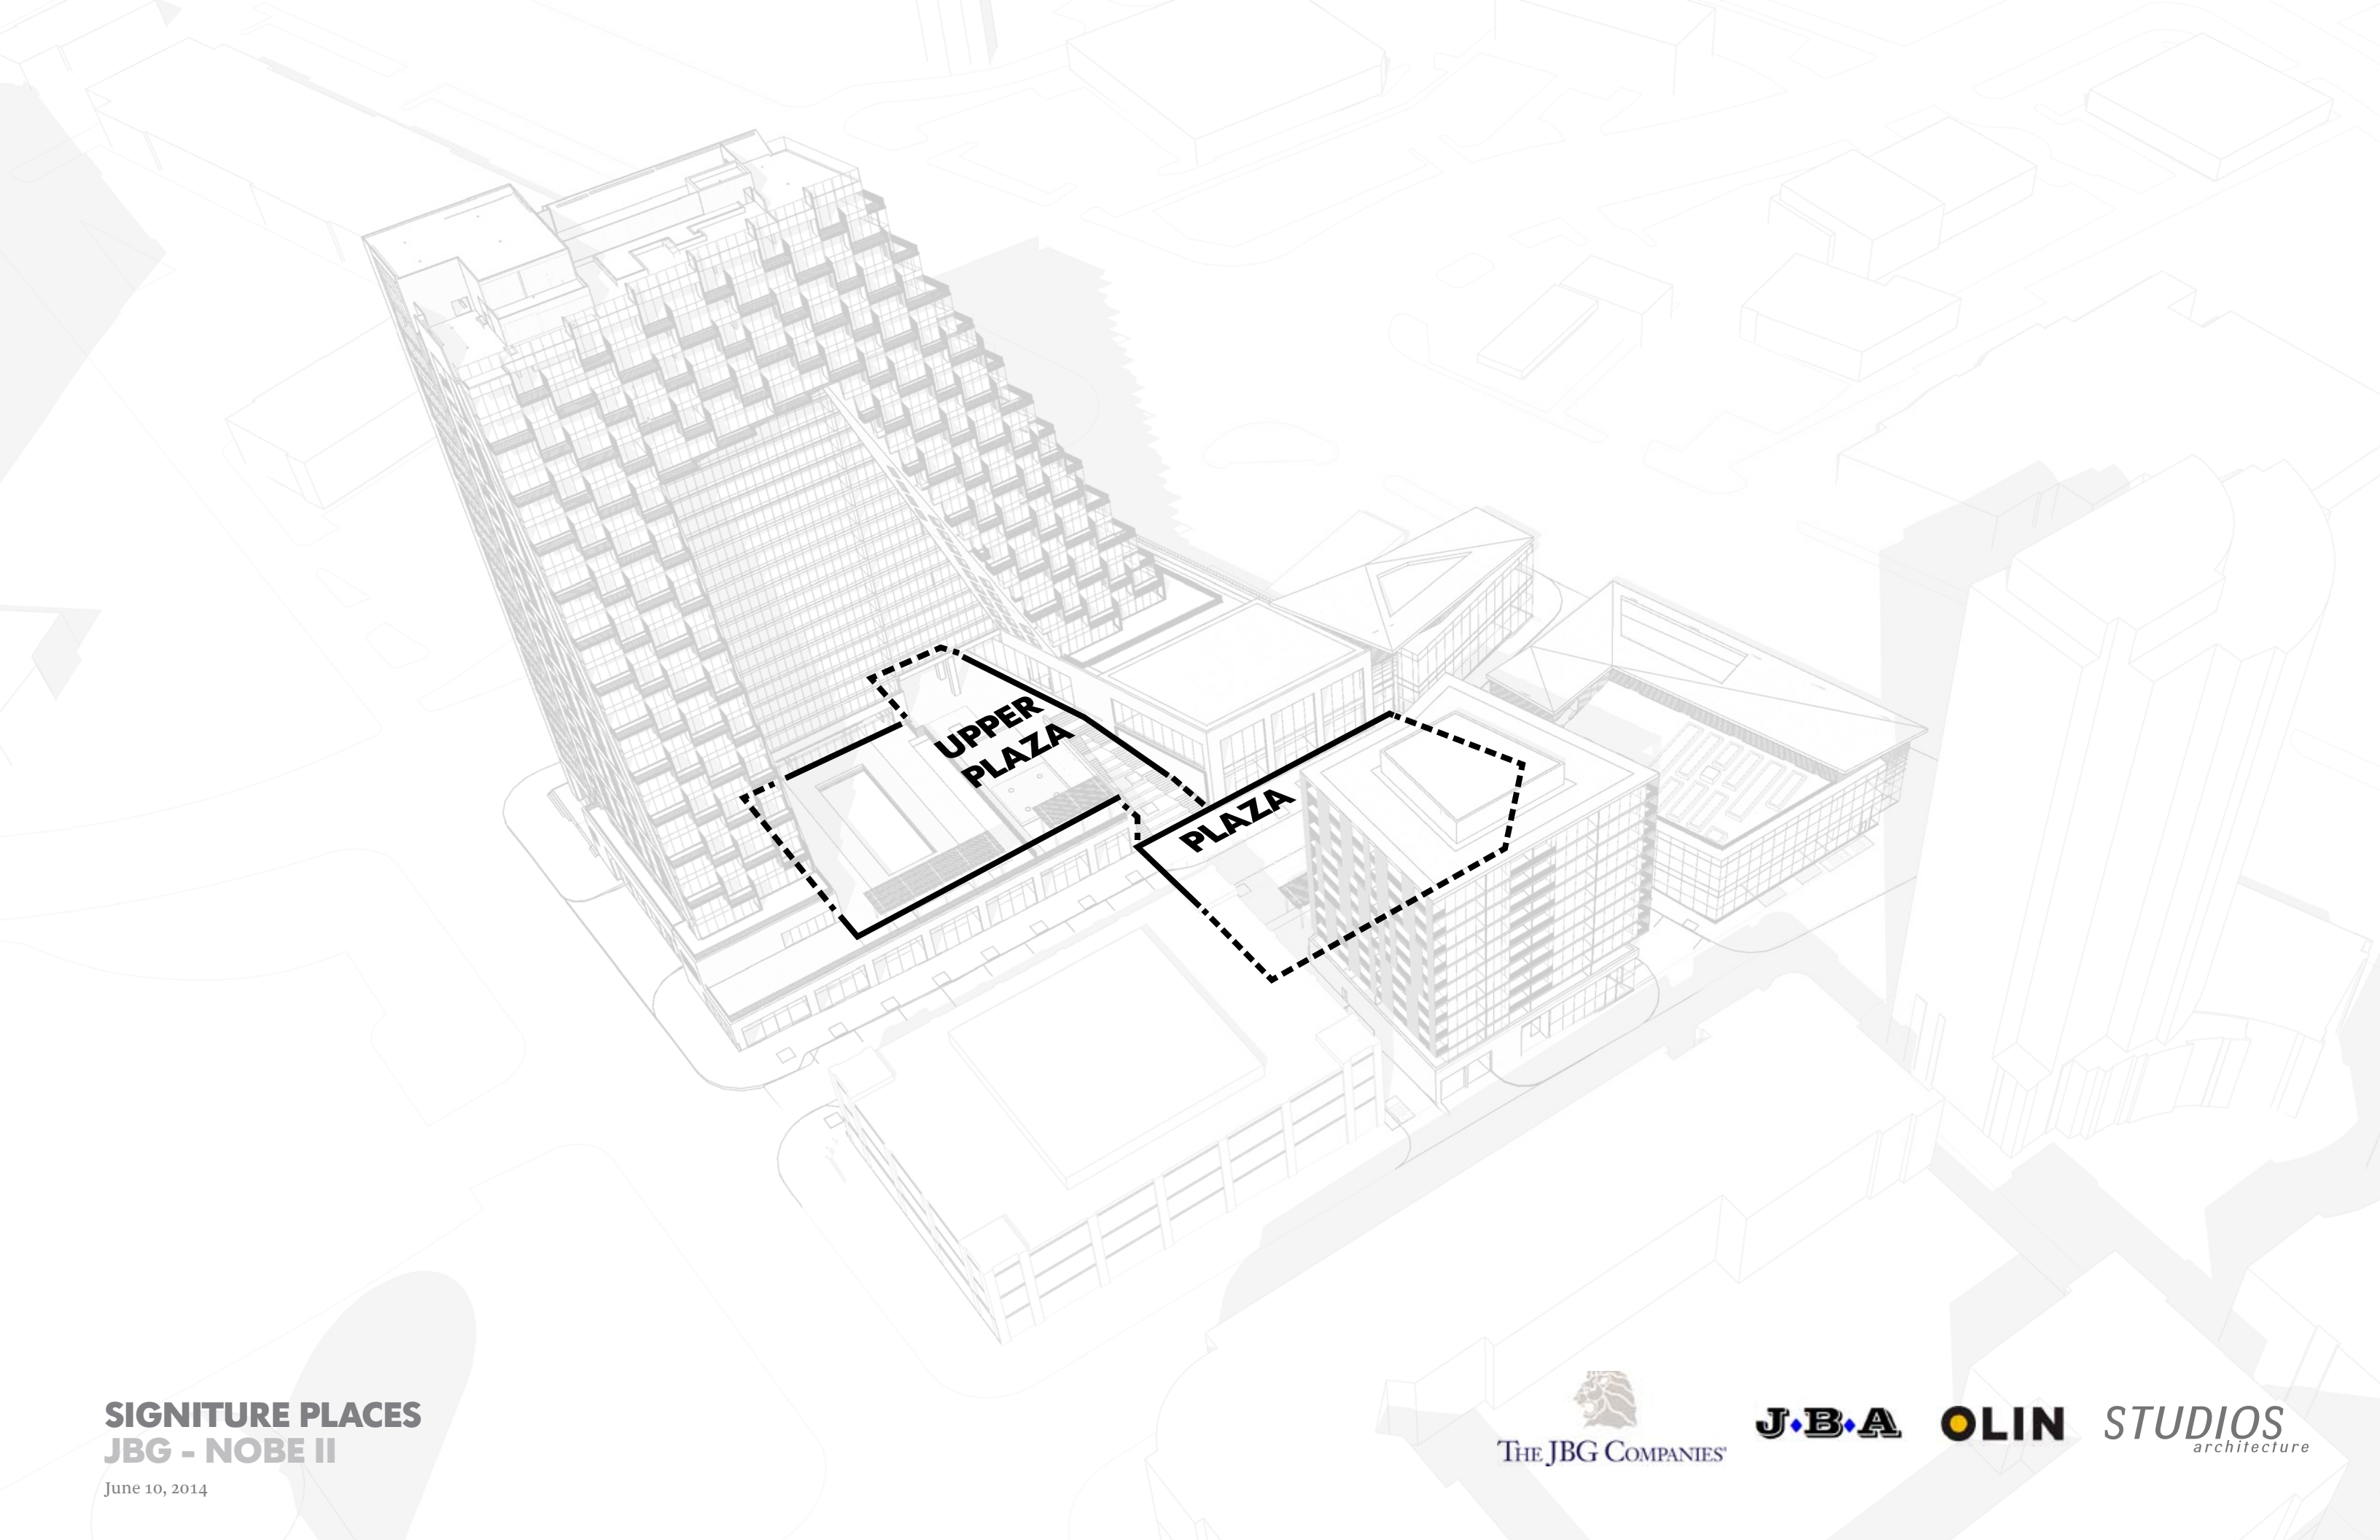 UPPER
PLAZA
PLAZA
SIGNITURE PLACES
JBG - NOBE II
June 10, 2014
THE JBG COMPANIES'
J•B•A
OLIN
STUDIOS
architecture